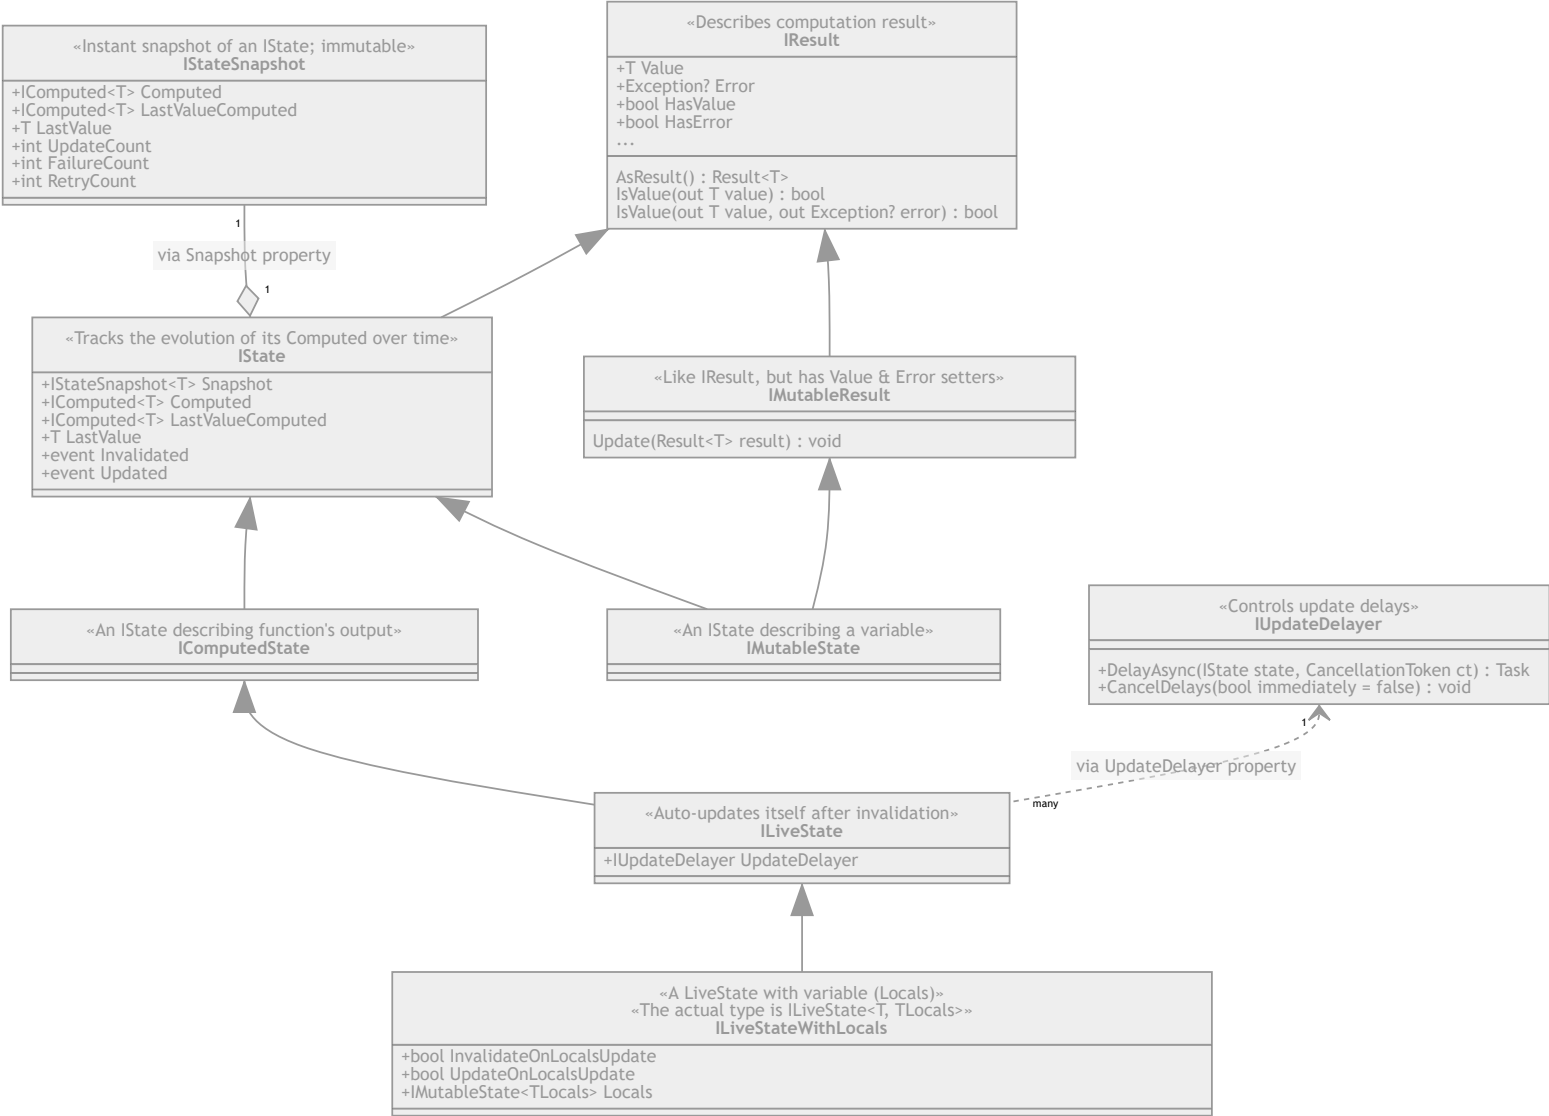 «Instant snapshot of an IState; immutable»
IStateSnapshot
+IComputed<T> Computed
+IComputed<T> LastValueComputed
+T LastValue
+int UpdateCount
+int FailureCount
+int RetryCount
«Describes computation result»
IResult
+T Value
+Exception? Error
+bool HasValue
+bool HasError
...
AsResult() : Result<T>
IsValue(out T value) : bool
IsValue(out T value, out Exception? error) : bool
1
via Snapshot property
1
«Tracks the evolution of its Computed over time»
IState
+IStateSnapshot<T> Snapshot
+IComputed<T> Computed
+IComputed<T> LastValueComputed
+T LastValue
+event Invalidated
+event Updated
«Like IResult, but has Value & Error setters»
IMutableResult
Update(Result<T> result) : void
«An IState describing function's output»
IComputedState
«An IState describing a variable»
IMutableState
«Controls update delays»
IUpdateDelayer
+DelayAsync(IState state, CancellationToken ct) : Task
+CancelDelays(bool immediately = false) : void
1
via UpdateDelayer property
many
«Auto-updates itself after invalidation»
ILiveState
+IUpdateDelayer UpdateDelayer
«A LiveState with variable (Locals)»
«The actual type is ILiveState<T, TLocals>»
ILiveStateWithLocals
+bool InvalidateOnLocalsUpdate
+bool UpdateOnLocalsUpdate
+IMutableState<TLocals> Locals